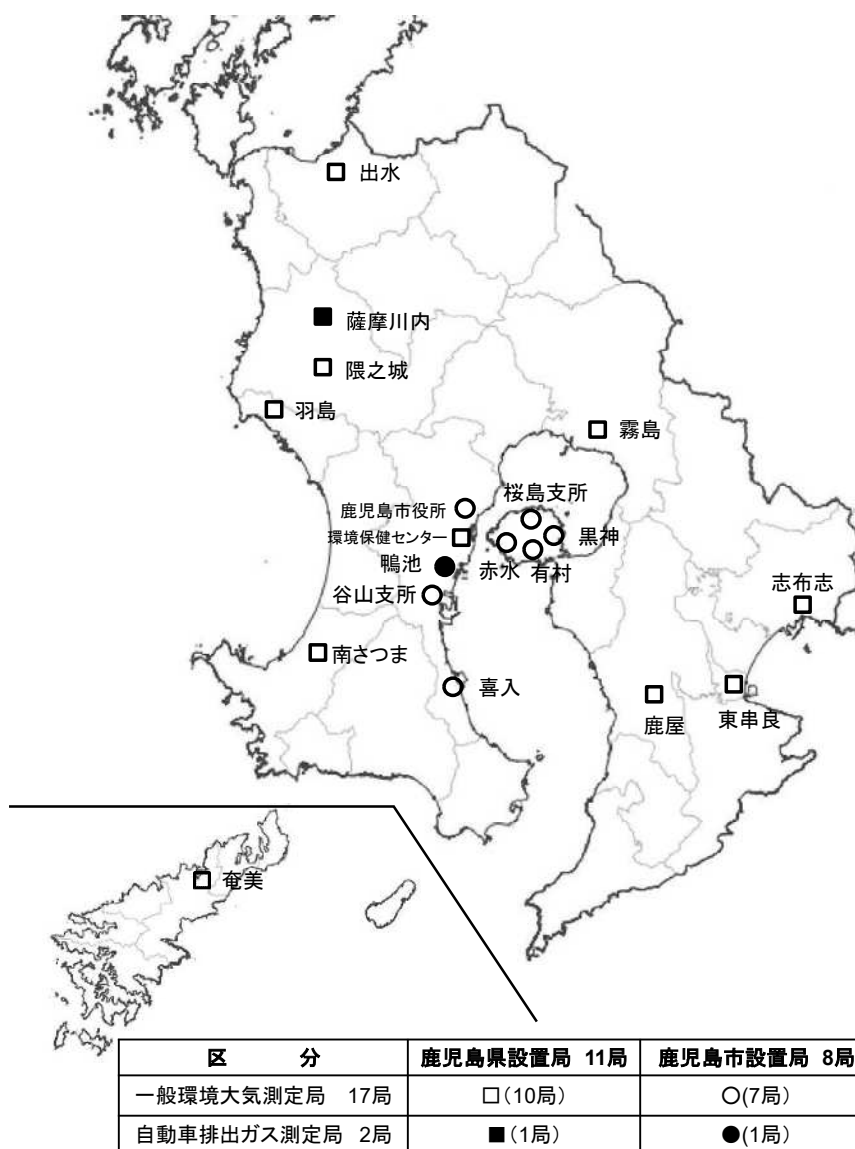 出水
薩摩川内
隈之城
羽島
霧島
桜島支所
鹿児島市役所
環境保健センター
黒神
鴨池
赤水
有村
谷山支所
志布志
南さつま
喜入
鹿屋
東串良
奄美
区 分 鹿児島県設置局 11局 鹿児島市設置局 8局
一般環境大気測定局 17局 □(10局) ○(7局)
自動車排出ガス測定局 2局 ■(1局) ●(1局)